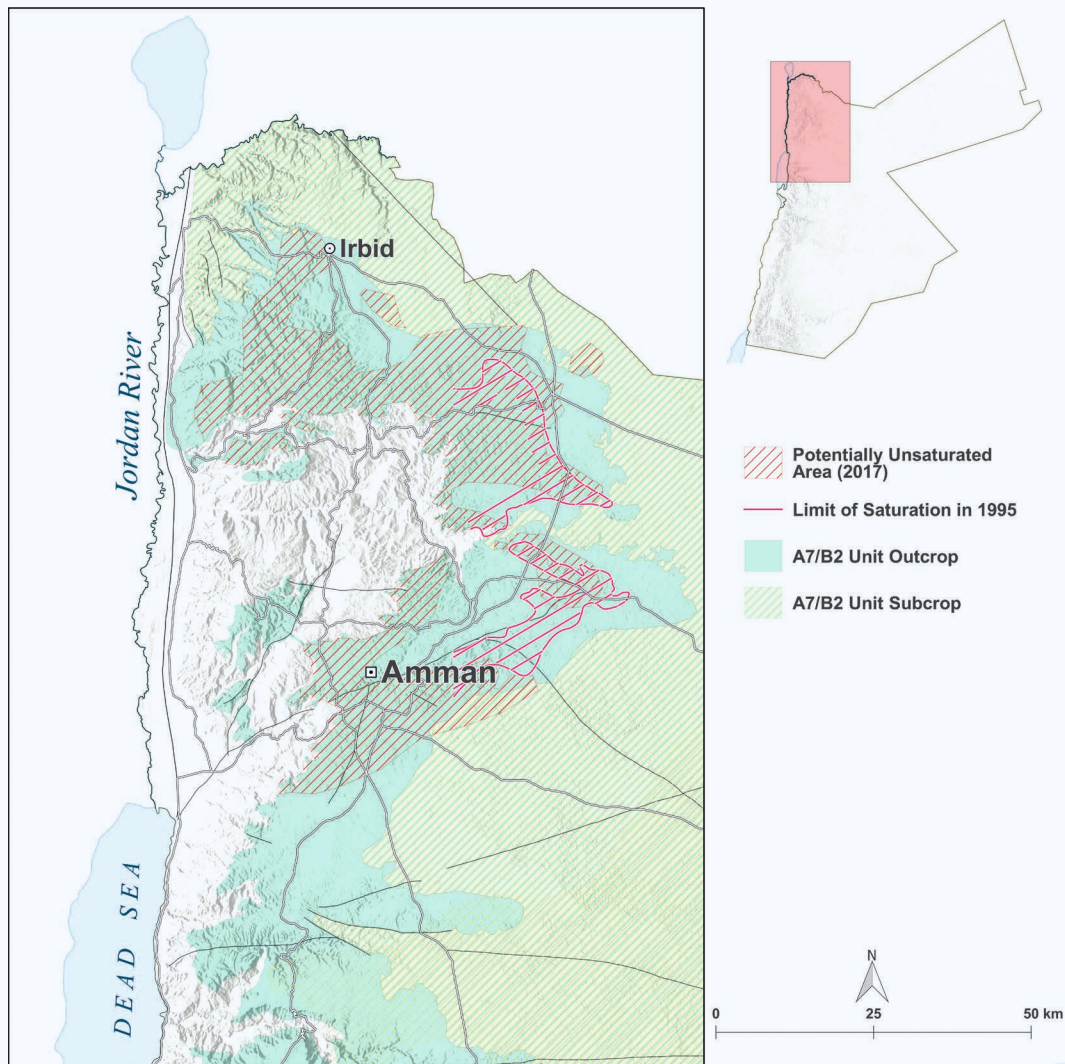 Irbid
Jordan River
Amman
DEAD SEA
Potentially Unsaturated
Area (2017)
Limit of Saturation in 1995
A7/B2 Unit Outcrop
A7/B2 Unit Subcrop
N
0 25 50 km